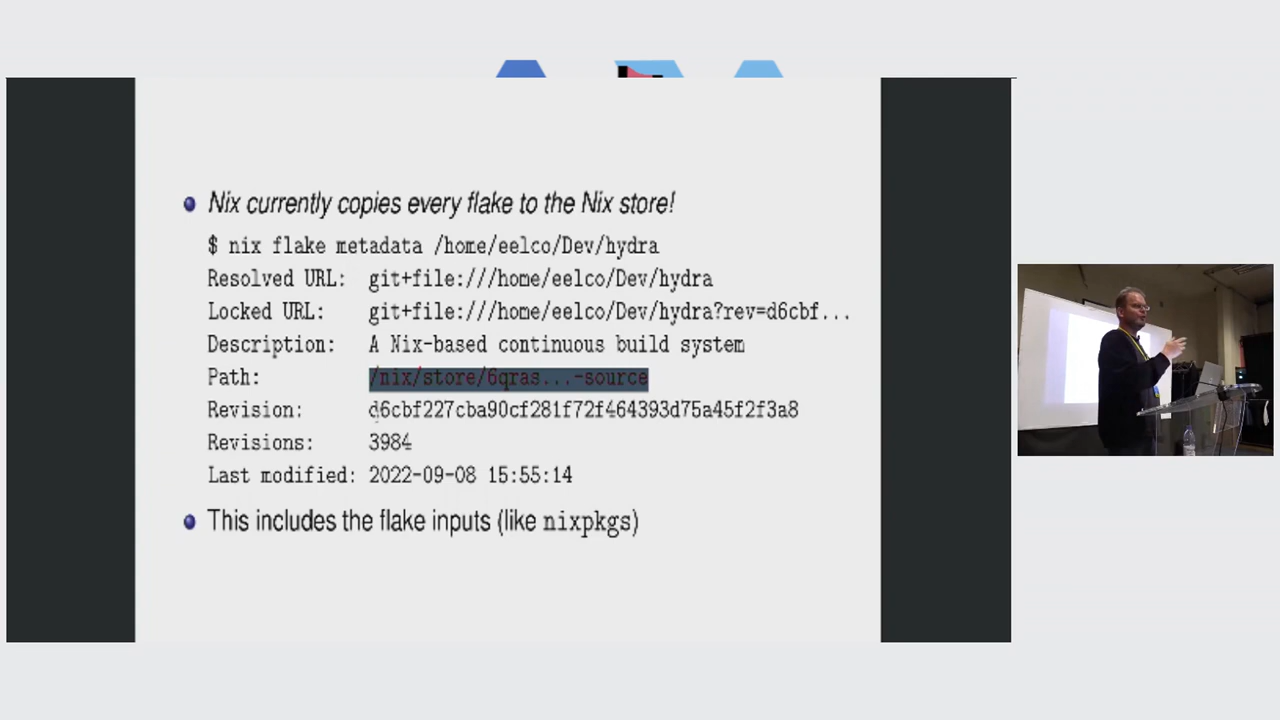 Nix currently copies every flake to the Nix store!
$ nix flake metadata /home/eelco/Dev/hydra
Resolved URL: git+file:///home/eelco/Dev/hydra
Locked URL: git+file:///home/eelco/Dev/hydra?rev=d6cbf...
Description: A Nix-based continuous build system
Path: /nix/store/6qras...-source
Revision: d6cbf227cba90cf281f72f464393d75a45f2f3a8
Revisions: 3984
Last modified: 2022-09-08 15:55:14
This includes the flake inputs (like nixpkgs)